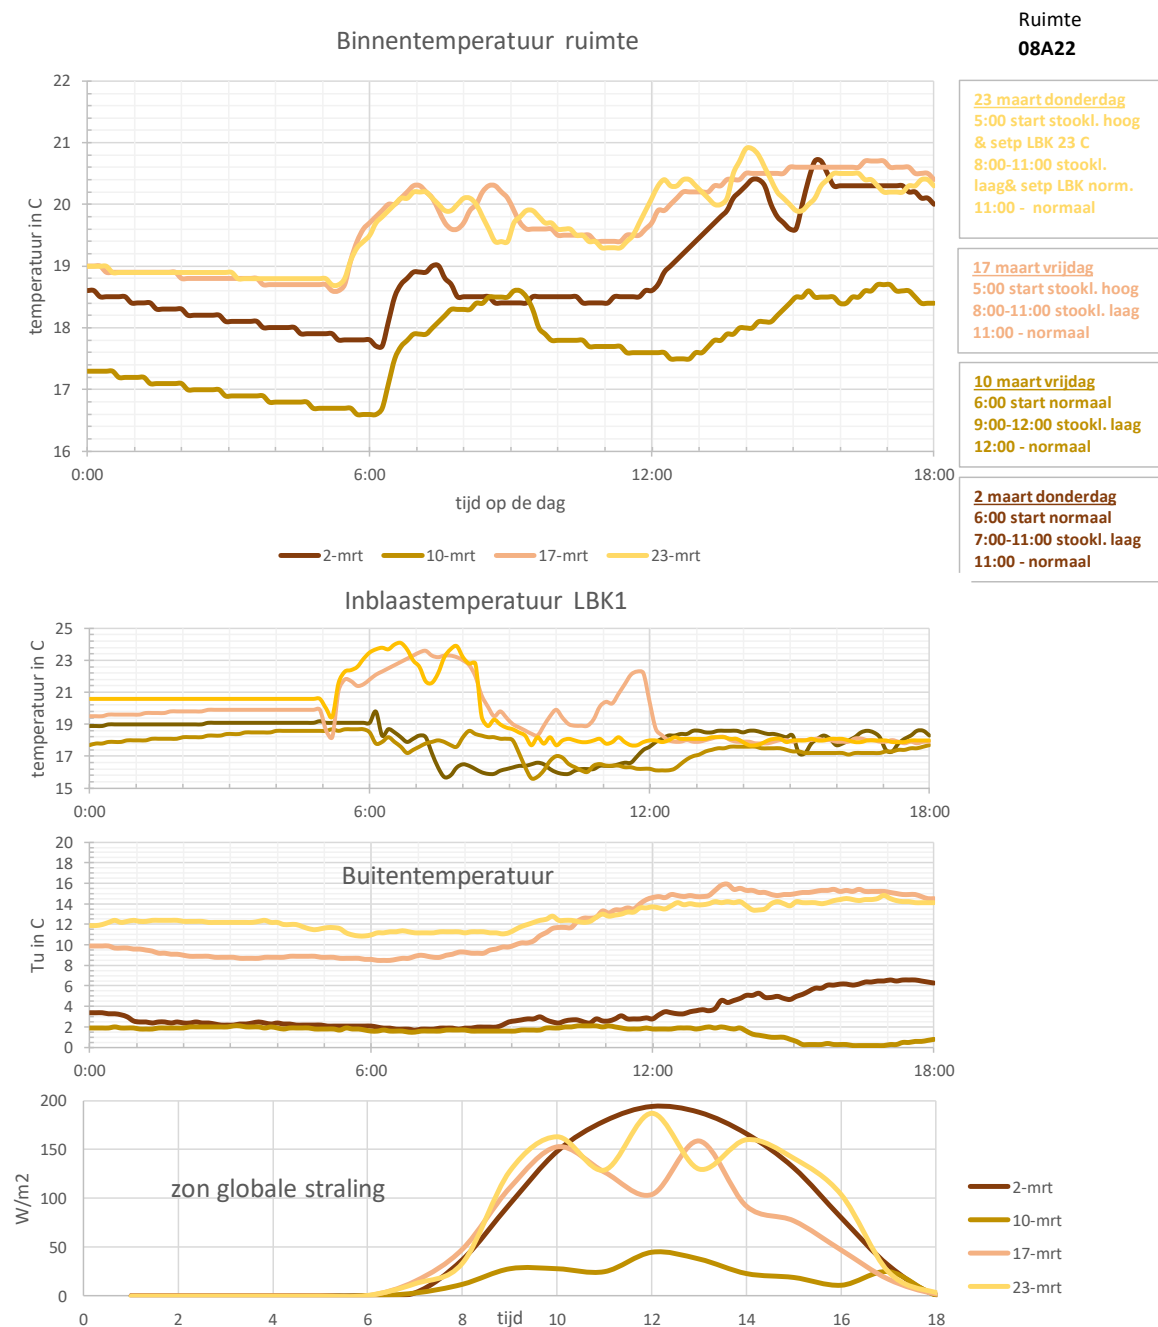 Ruimte
08A22
Binnentemperatuur ruimte
22
21
20
19
18
17
16
temperatuur in C
0:00
6:00
12:00
18:00
tijd op de dag
2-mrt
10-mrt
17-mrt
23-mrt
23 maart donderdag
5:00 start stookl. hoog
& setp LBK 23 C
8:00-11:00 stookl.
laag& setp LBK norm.
11:00 -  normaal
17 maart vrijdag
5:00 start stookl. hoog
8:00-11:00 stookl. laag
11:00 - normaal
10 maart vrijdag
6:00 start normaal
9:00-12:00 stookl. laag
12:00 - normaal
2 maart donderdag
6:00 start normaal
7:00-11:00 stookl. laag
11:00 - normaal
Inblaastemperatuur LBK1
25
23
21
19
17
15
temperatuur in C
0:00
6:00
12:00
18:00
Buitentemperatuur
20
18
16
14
12
10
8
6
4
2
0
Tu in C
0:00
6:00
12:00
18:00
zon globale straling
200
150
100
50
0
W/m2
0
2
4
6
8
tijd
10
12
14
16
18
2-mrt
10-mrt
17-mrt
23-mrt